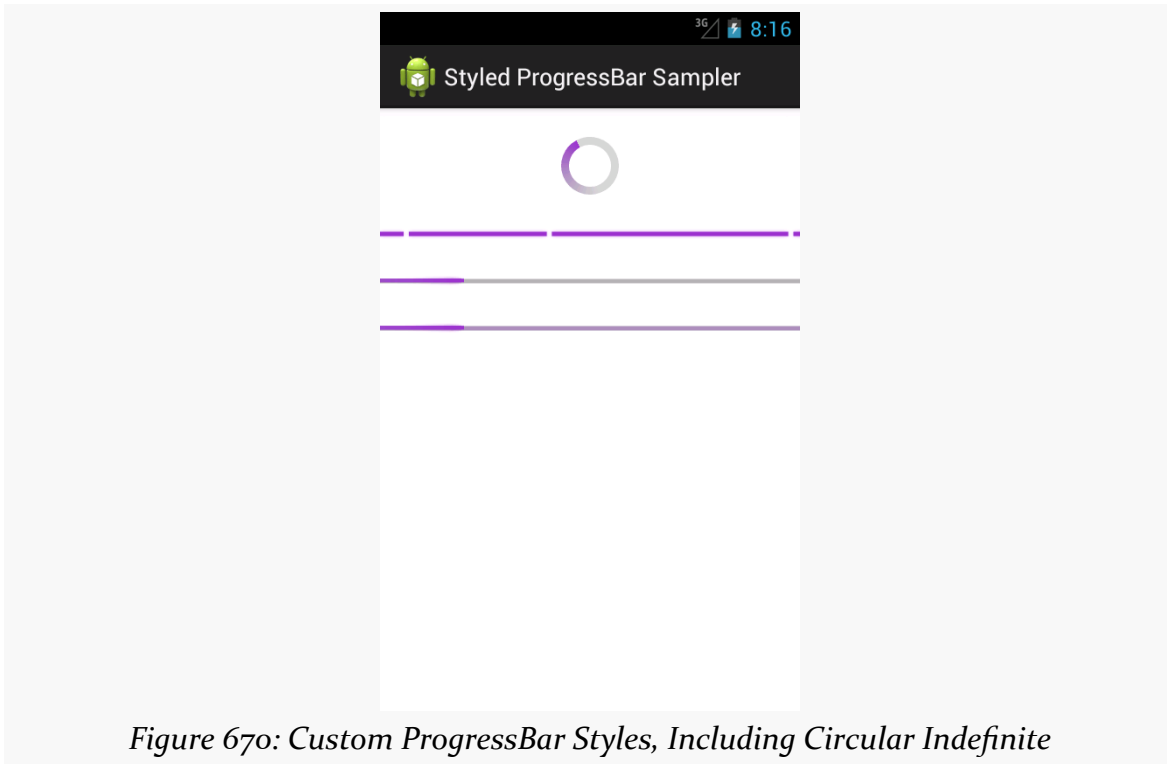 3G 8:16
Styled ProgressBar Sampler
Figure 670: Custom ProgressBar Styles, Including Circular Indefinite